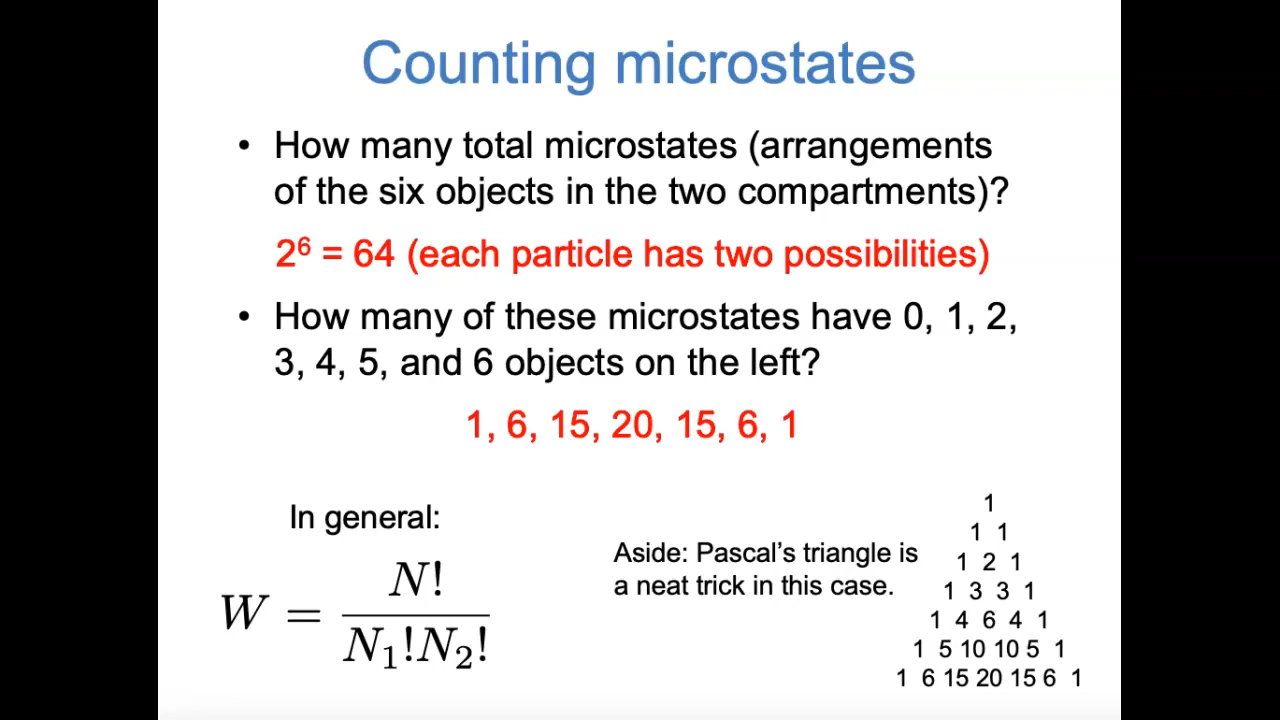 Counting microstates
• How many total microstates (arrangements
of the six objects in the two compartments)?
2⁶ = 64 (each particle has two possibilities)
• How many of these microstates have 0, 1, 2,
3, 4, 5, and 6 objects on the left?
1, 6, 15, 20, 15, 6, 1
In general:
W = N! / N₁!N₂!
Aside: Pascal’s triangle is
a neat trick in this case.
1
1 1
1 2 1
1 3 3 1
1 4 6 4 1
1 5 10 10 5 1
1 6 15 20 15 6 1